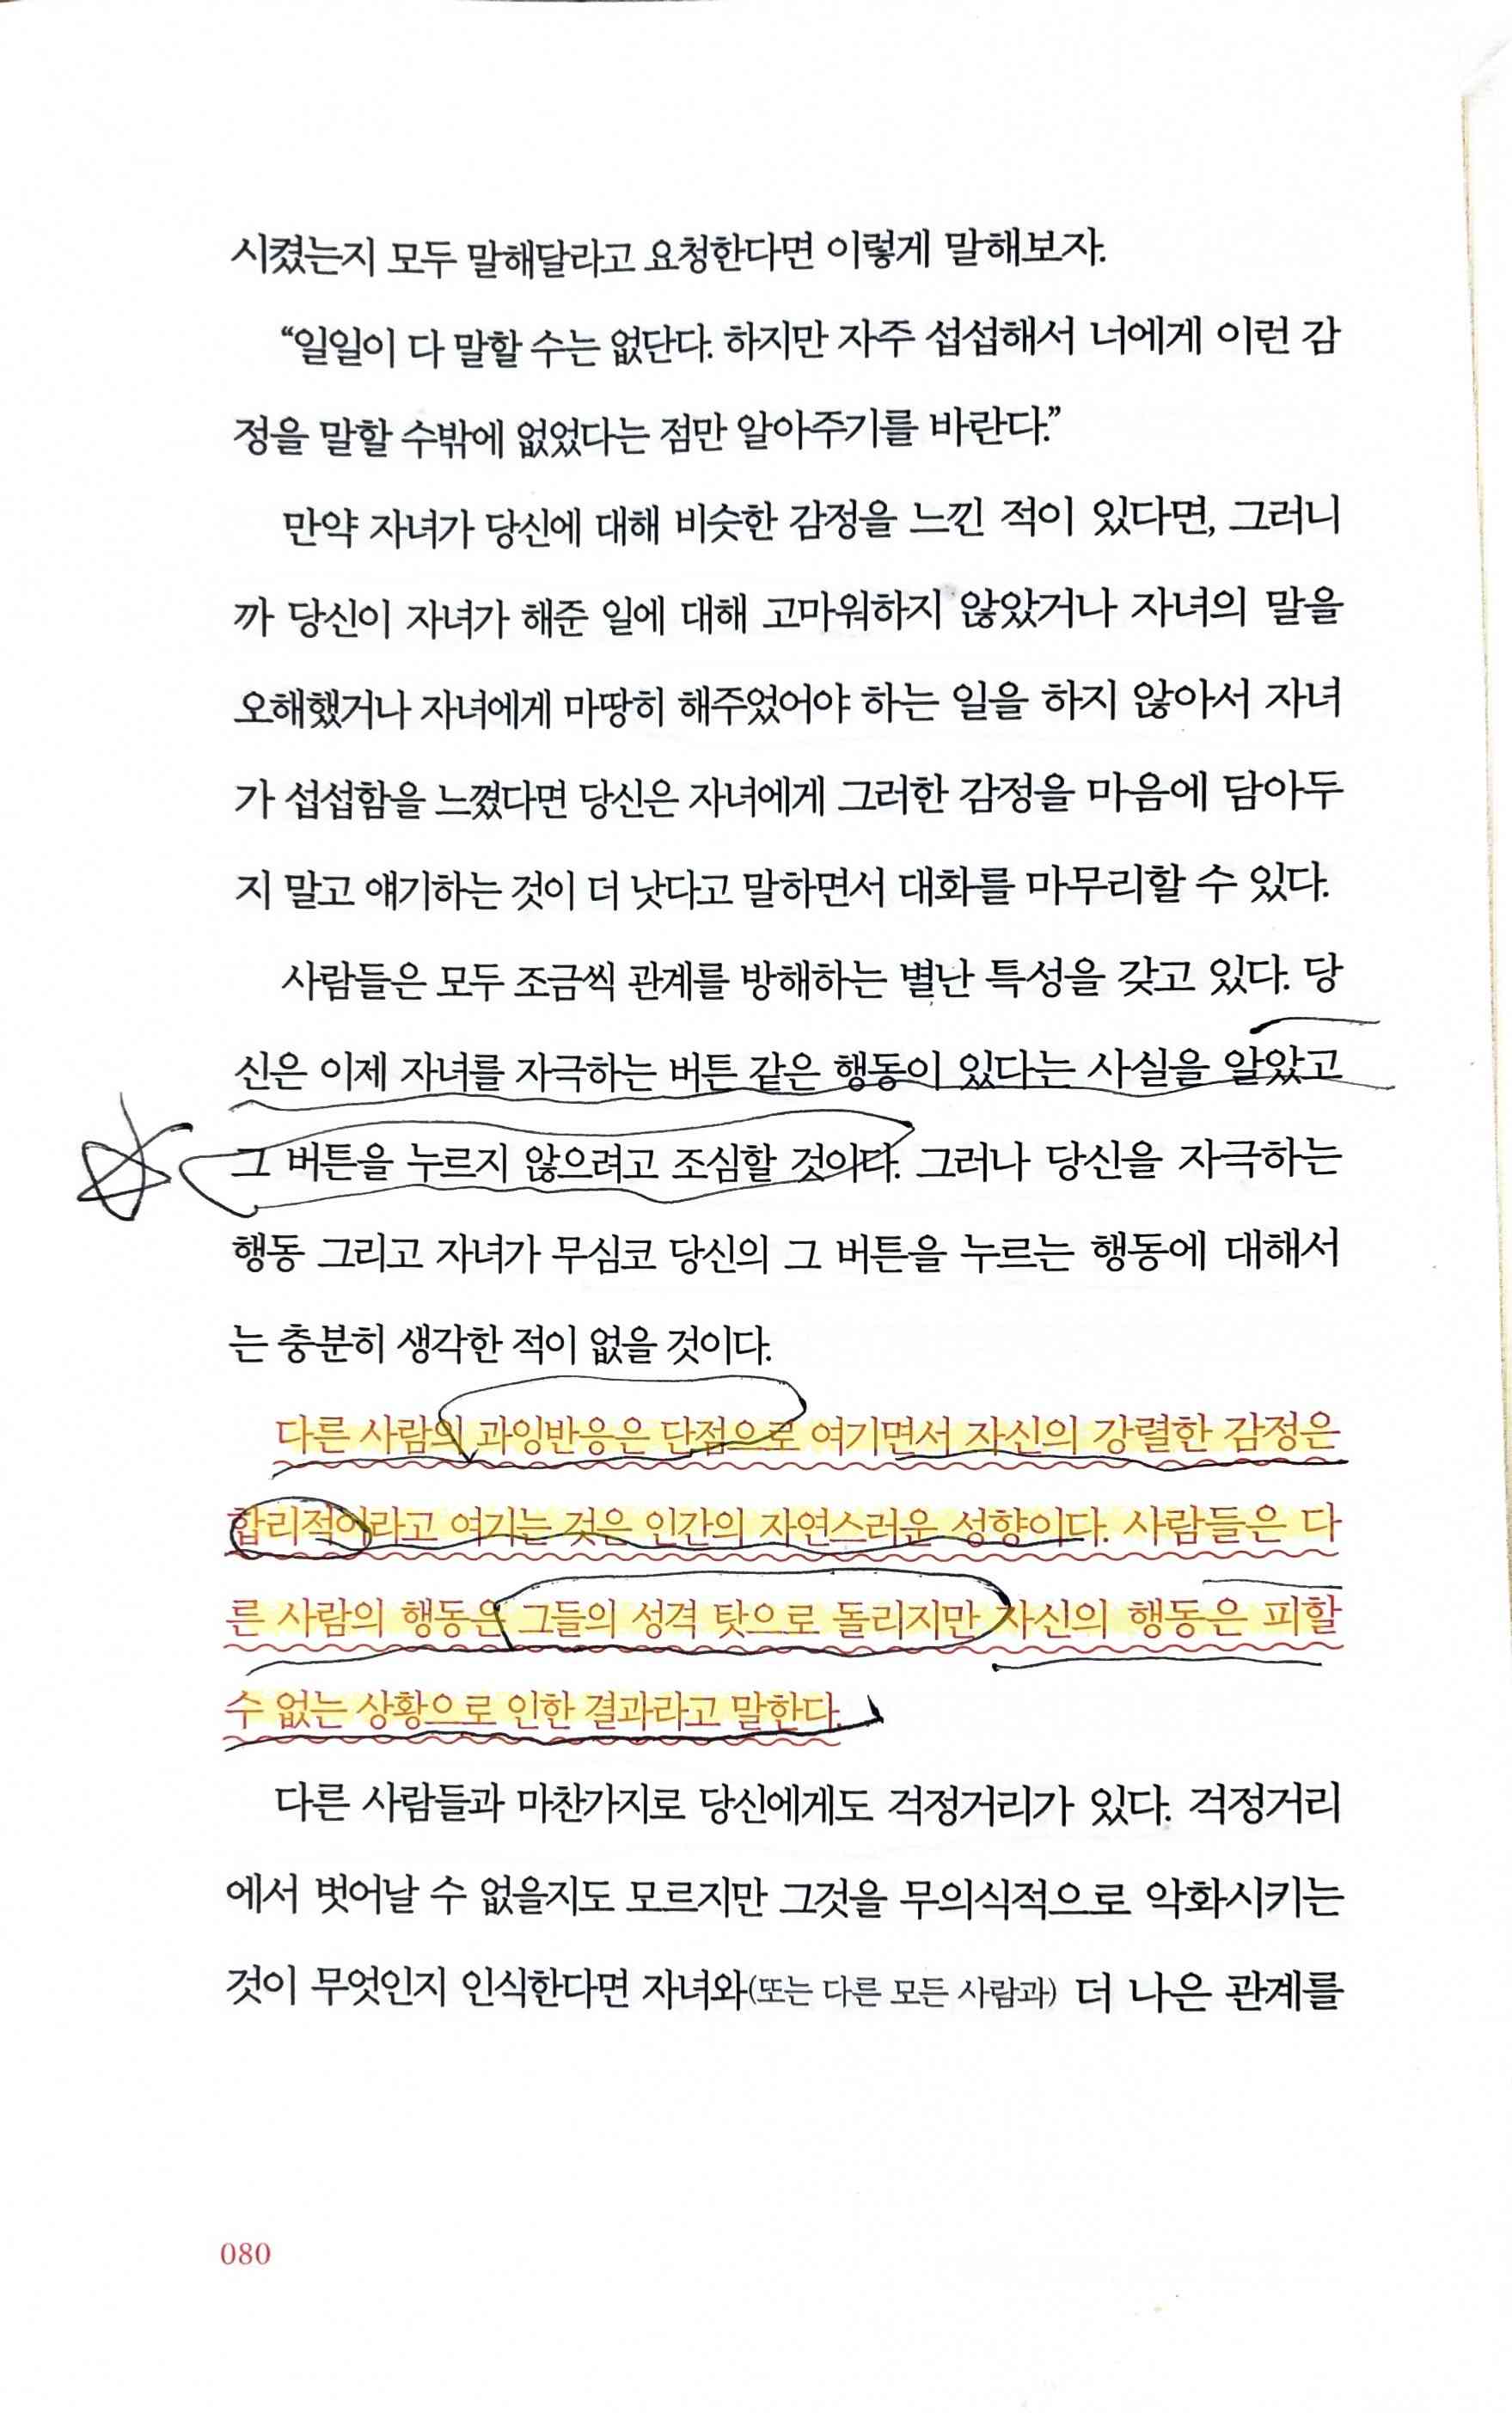 시켰는지 모두 말해달라고 요청한다면 이렇게 말해보자.
“일일이 다 말할 수는 없단다. 하지만 자주 섭섭해서 너에게 이런 감
정을 말할 수밖에 없었다는 점만 알아주기를 바란다.”
만약 자녀가 당신에 대해 비슷한 감정을 느낀 적이 있다면, 그러니
까 당신이 자녀가 해준 일에 대해 고마워하지 않았거나 자녀의 말을
오해했거나 자녀에게 마땅히 해주었어야 하는 일을 하지 않아서 자녀
가 섭섭함을 느꼈다면 당신은 자녀에게 그러한 감정을 마음에 담아두
지 말고 얘기하는 것이 더 낫다고 말하면서 대화를 마무리할 수 있다.
사람들은 모두 조금씩 관계를 방해하는 별난 특성을 갖고 있다. 당
신은 이제 자녀를 자극하는 버튼 같은 행동이 있다는 사실을 알았고
그 버튼을 누르지 않으려고 조심할 것이다. 그러나 당신을 자극하는
행동 그리고 자녀가 무심코 당신의 그 버튼을 누르는 행동에 대해서
는 충분히 생각한 적이 없을 것이다.
다른 사람의 과잉반응은 단점으로 여기면서 자신의 강렬한 감정은
합리적이라고 여기는 것은 인간의 자연스러운 성향이다. 사람들은 다
른 사람의 행동은 그들의 성격 탓으로 돌리지만 자신의 행동은 피할
수 없는 상황으로 인한 결과라고 말한다.
다른 사람들과 마찬가지로 당신에게도 걱정거리가 있다. 걱정거리
에서 벗어날 수 없을지도 모르지만 그것을 무의식적으로 악화시키는
것이 무엇인지 인식한다면 자녀와(또는 다른 모든 사람과) 더 나은 관계를
080